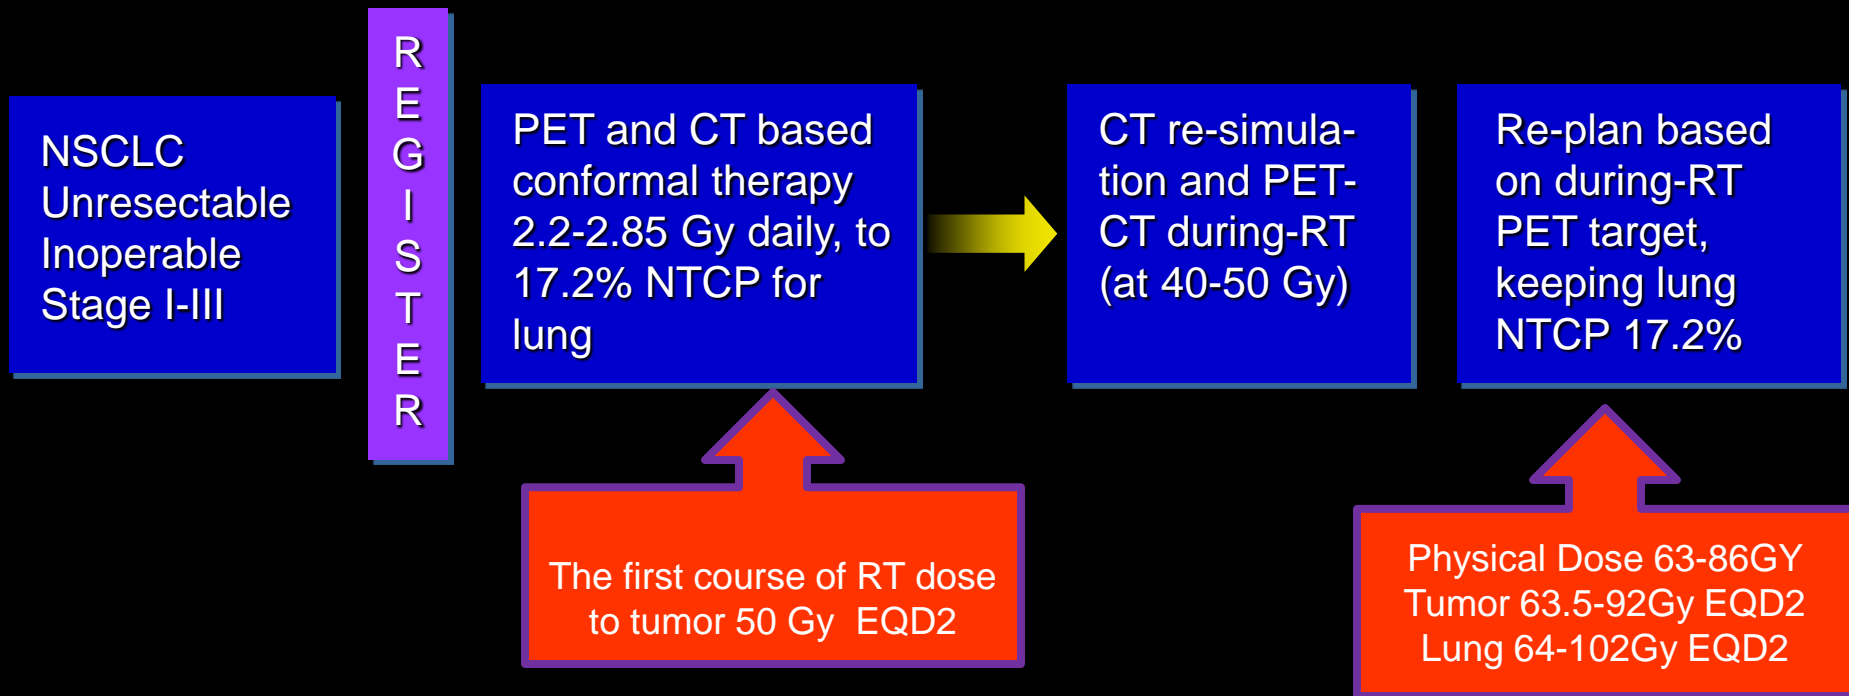 NSCLC
Unresectable
Inoperable
Stage I-III
R
E
G
I
S
T
E
R
PET and CT based
conformal therapy
2.2-2.85 Gy daily, to
17.2% NTCP for
lung
CT re-simula-
tion and PET-
CT during-RT
(at 40-50 Gy)
Re-plan based
on during-RT
PET target,
keeping lung
NTCP 17.2%
The first course of RT dose
to tumor 50 Gy  EQD2
Physical Dose 63-86GY
Tumor 63.5-92Gy EQD2
Lung 64-102Gy EQD2